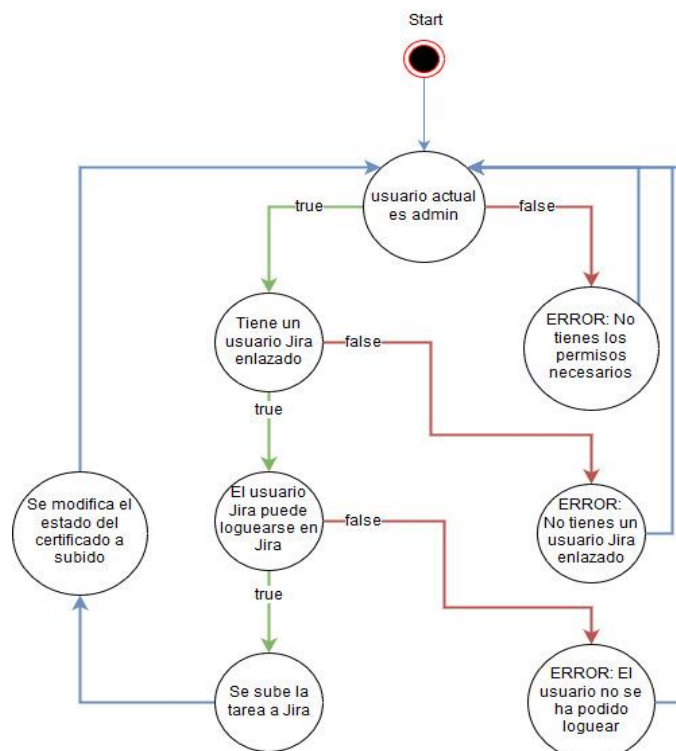 Start
usuario actual
es admin
true
false
Tiene un
usuario Jira
enlazado
false
ERROR: No
tienes los
permisos
necesarios
true
Se modifica el
estado del
certificado a
subido
El usuario
Jira puede
loguearse en
Jira
false
ERROR:
No tienes un
usuario Jira
enlazado
true
Se sube la
tarea a Jira
ERROR: El
usuario no se
ha podido
loguear